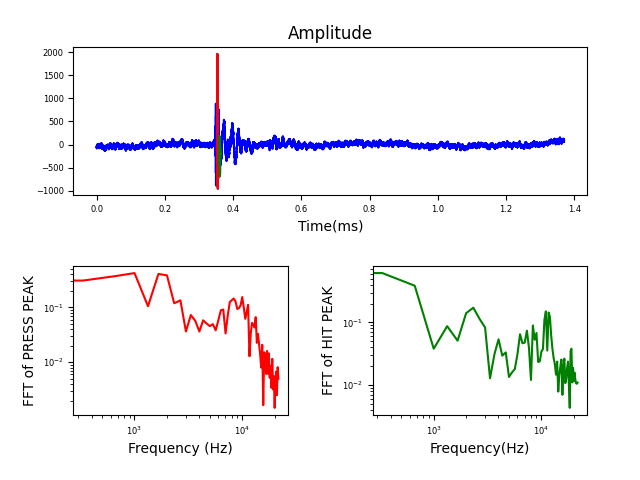 Amplitude
2000
1500
1000
500
0
−500
−1000
0.0 0.2 0.4 0.6 0.8 1.0 1.2 1.4
Time(ms)
FFT of PRESS PEAK
10⁻¹
10⁻²
10³ 10⁴
Frequency (Hz)
FFT of HIT PEAK
10⁻¹
10⁻²
10³ 10⁴
Frequency(Hz)